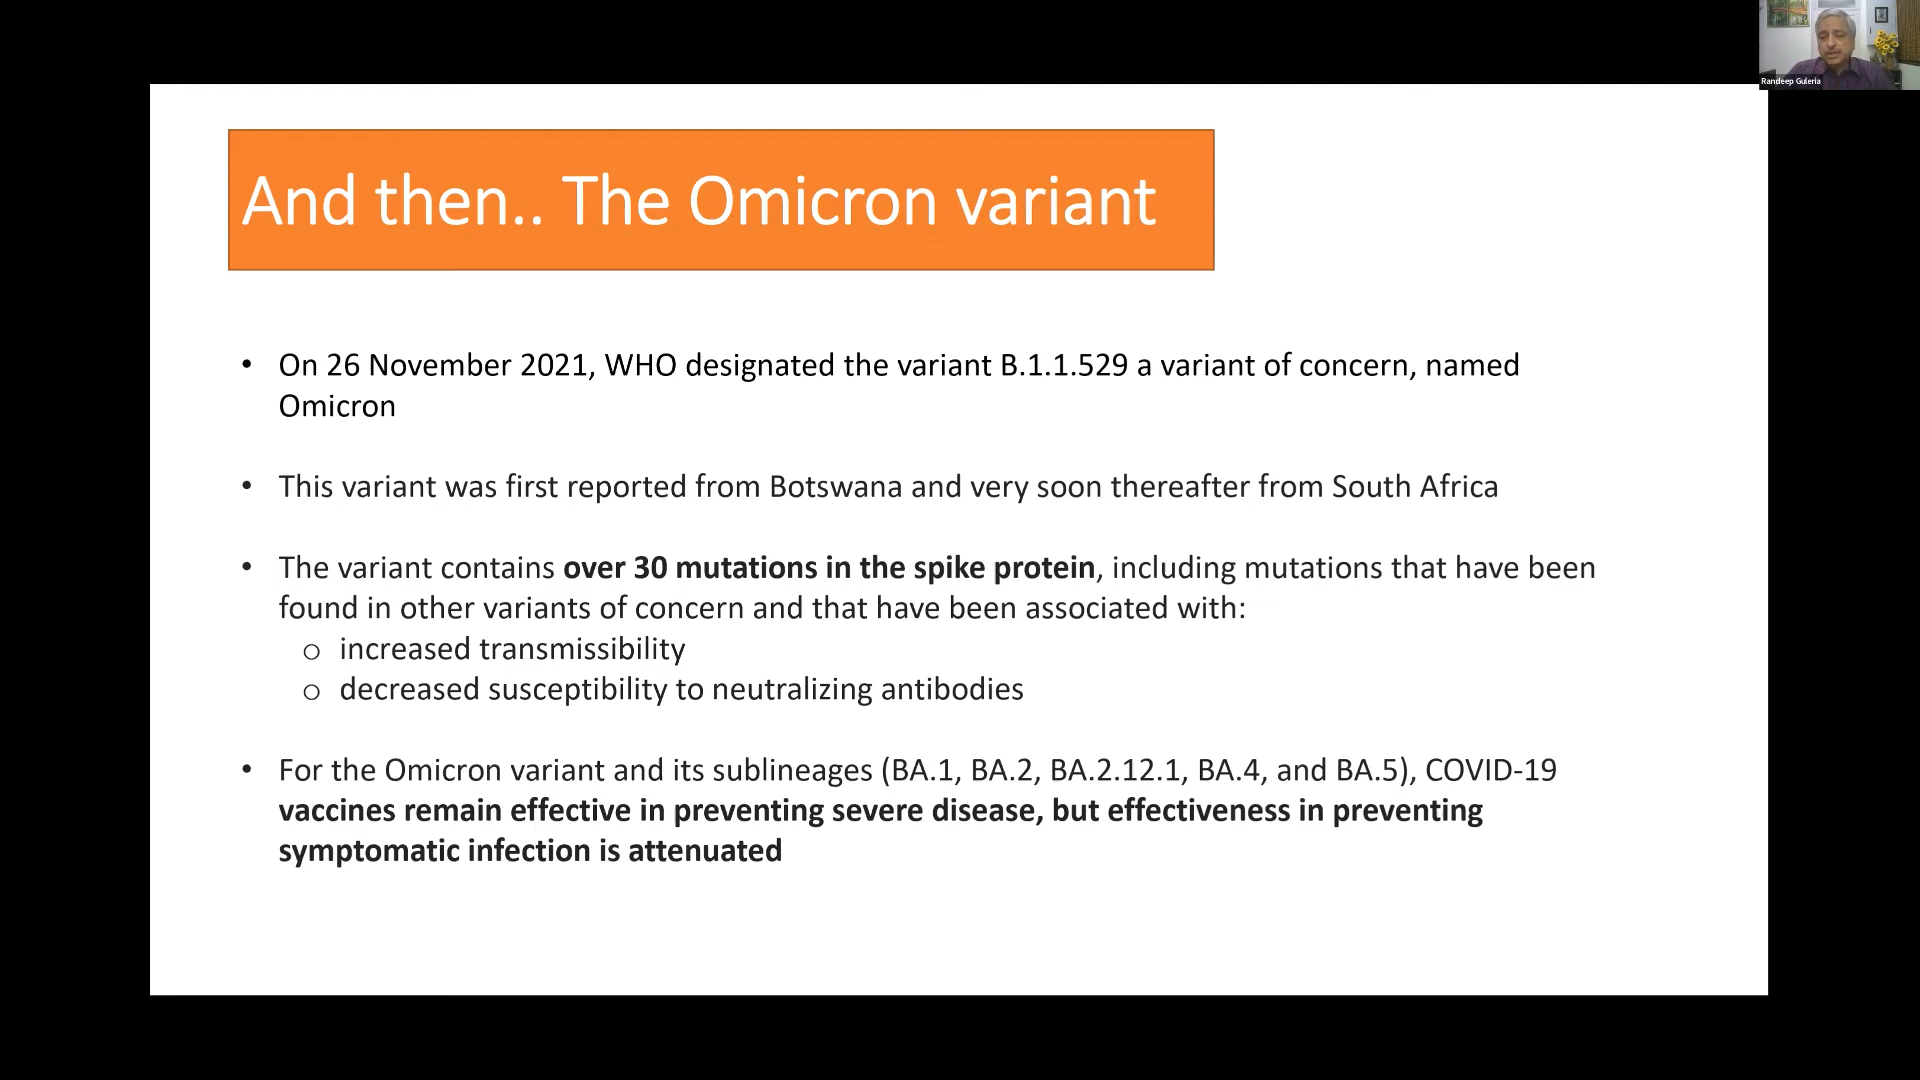 Randeep Guleria
And then.. The Omicron variant
• On 26 November 2021, WHO designated the variant B.1.1.529 a variant of concern, named
Omicron
• This variant was first reported from Botswana and very soon thereafter from South Africa
• The variant contains over 30 mutations in the spike protein, including mutations that have been
found in other variants of concern and that have been associated with:
o increased transmissibility
o decreased susceptibility to neutralizing antibodies
• For the Omicron variant and its sublineages (BA.1, BA.2, BA.2.12.1, BA.4, and BA.5), COVID-19
vaccines remain effective in preventing severe disease, but effectiveness in preventing
symptomatic infection is attenuated